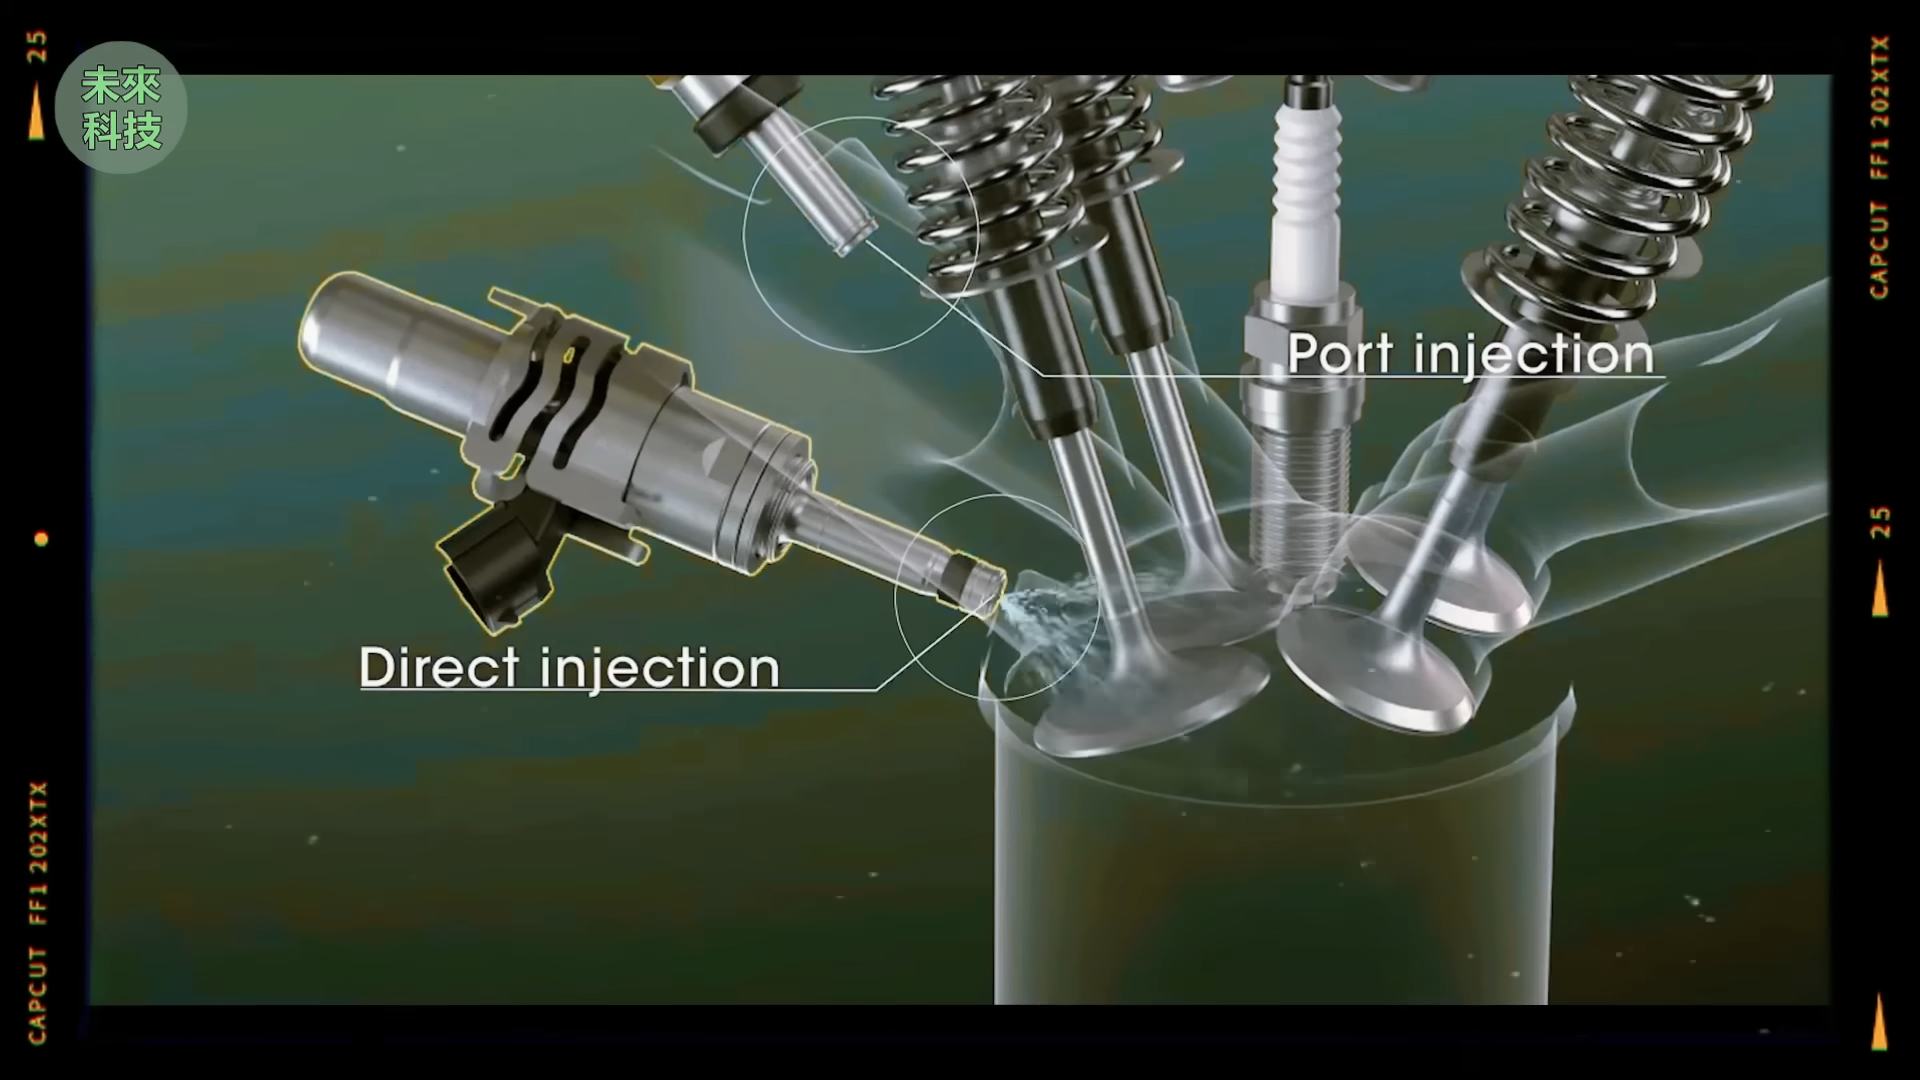 25
未來
科技
CAPCUT FF1 202XTX
Port injection
25
Direct injection
CAPCUT FF1 202XTX